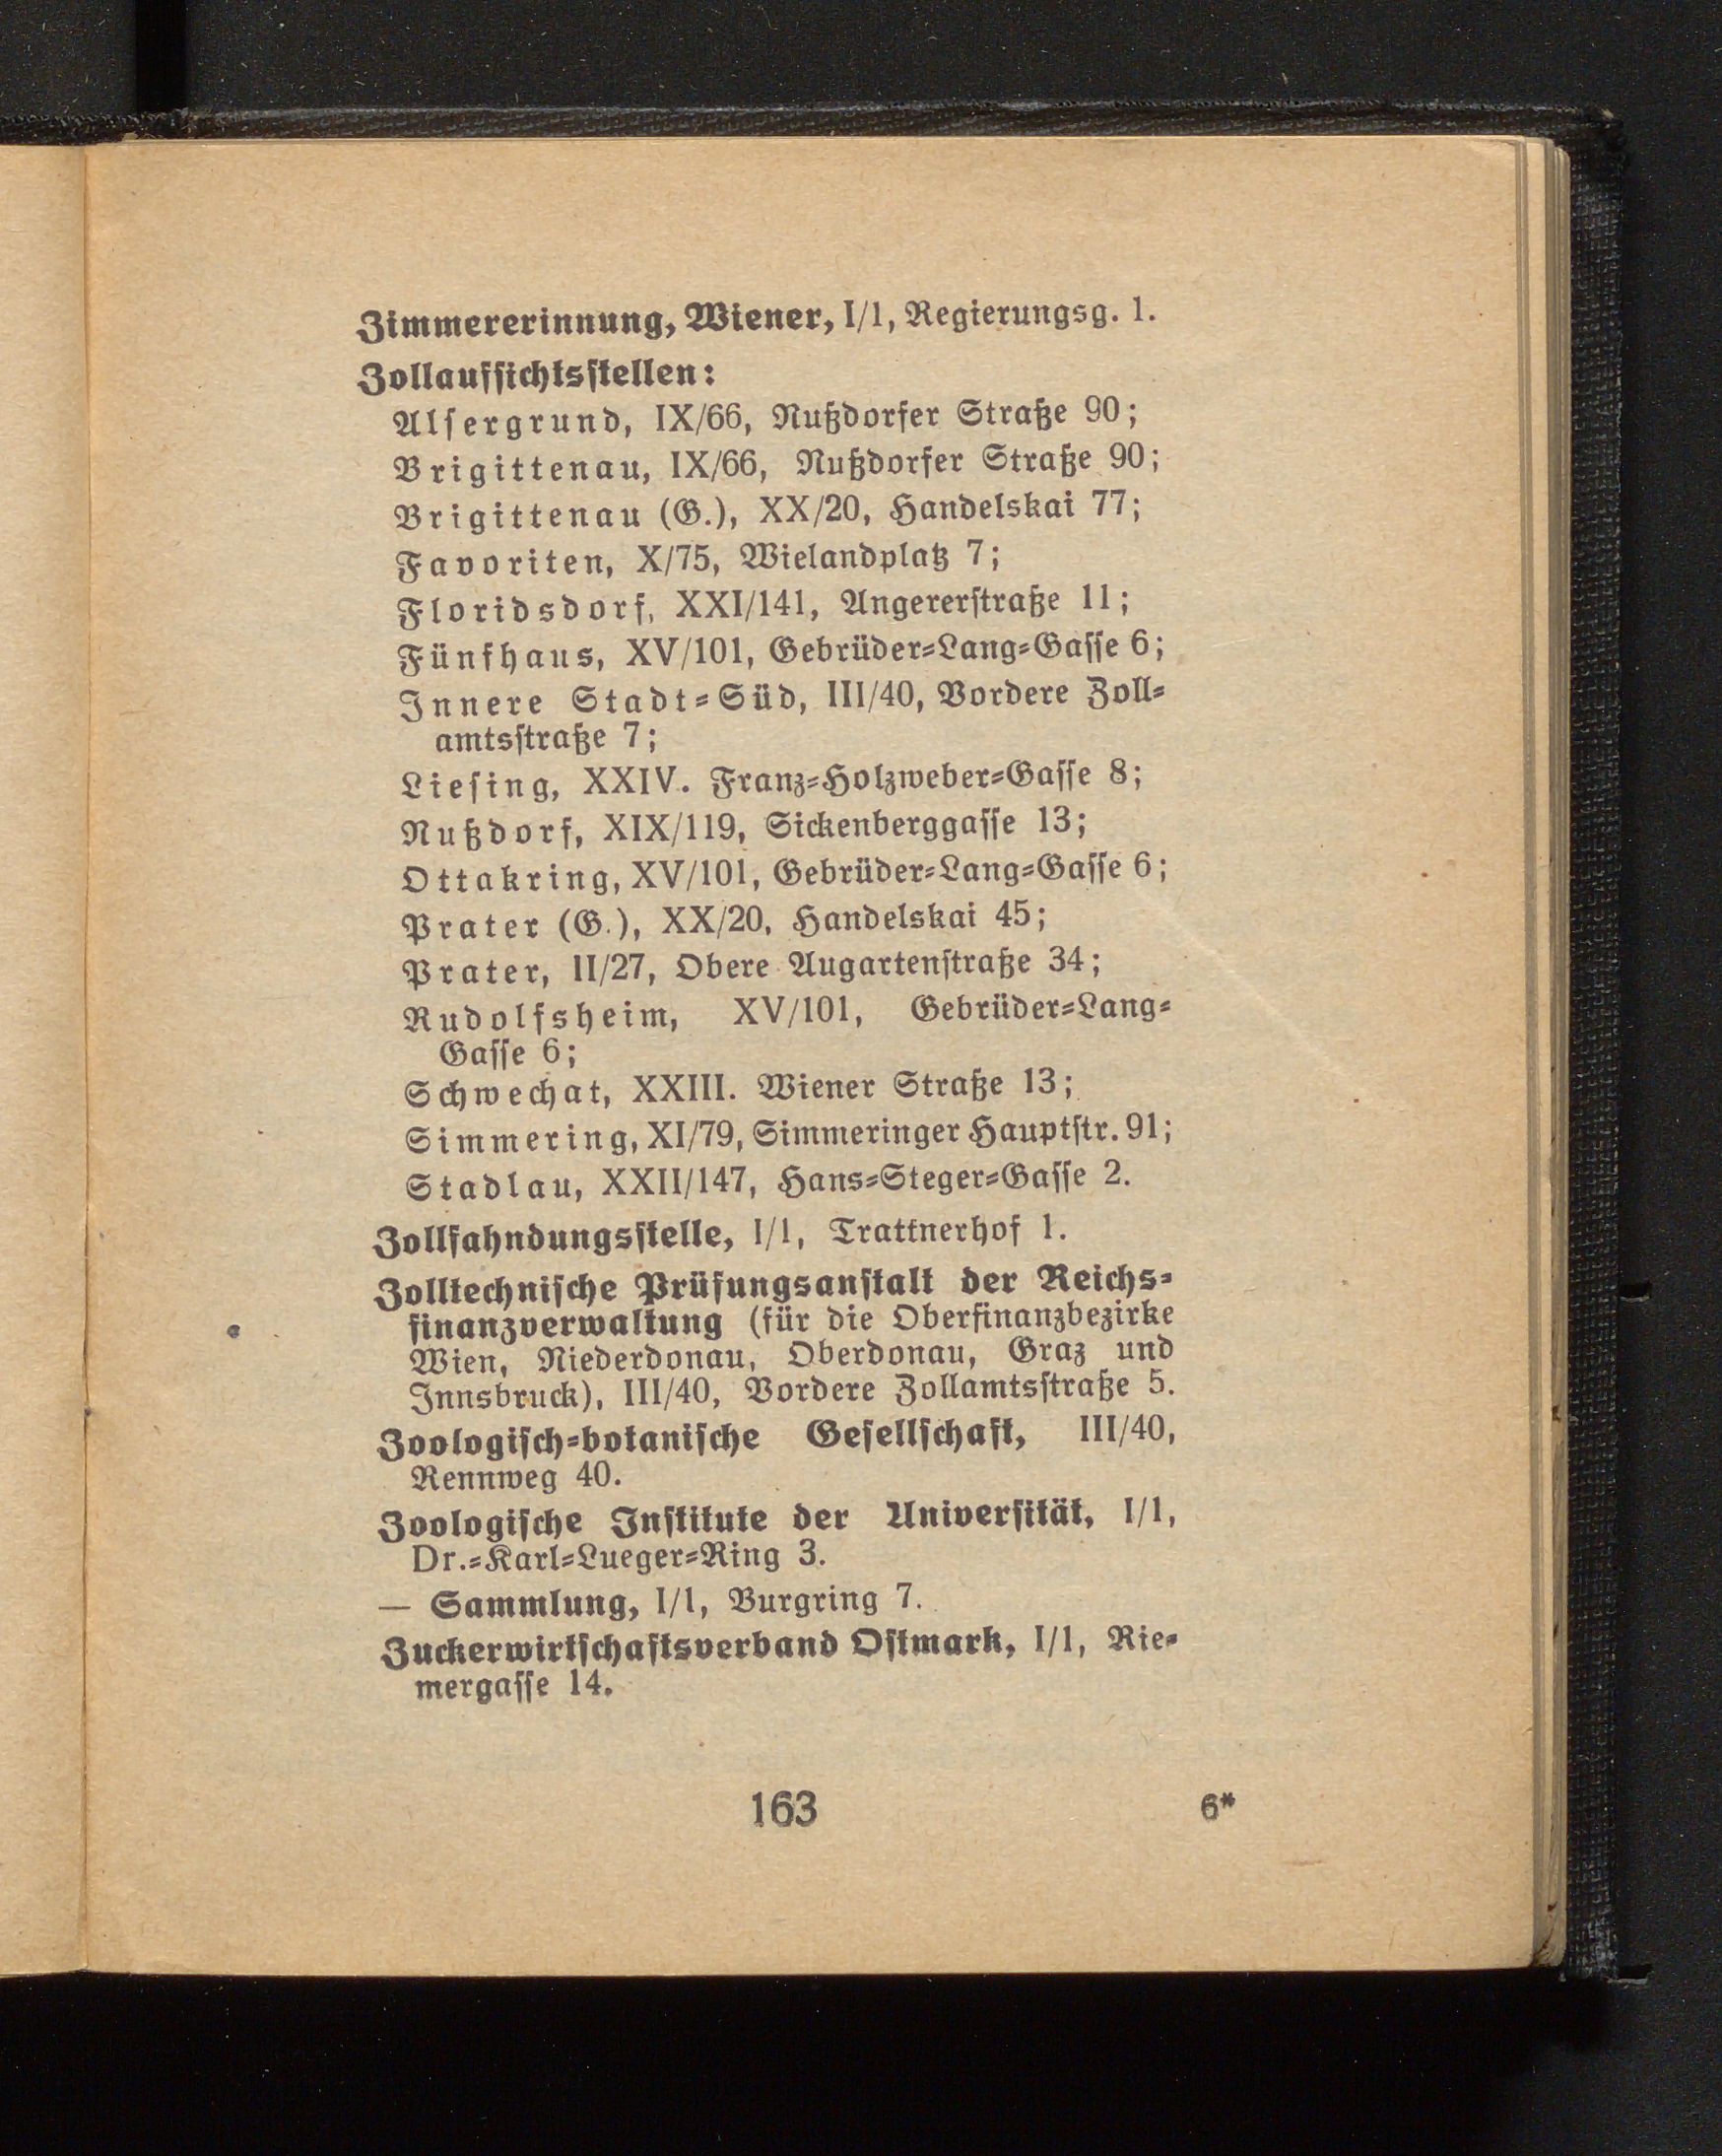 Zimmererinnung, Wiener, I/1, Regierungsg. 1.
Zollaufsichtsstellen:
Alsergrund, IX/66, Nußdorfer Straße 90;
Brigittenau, IX/66, Nußdorfer Straße 90;
Brigittenau (G.), XX/20, Handelskai 77;
Favoriten, X/75, Wielandplatz 7;
Floridsdorf, XXI/141, Angererstraße 11;
Fünfhaus, XV/101, Gebrüder-Lang-Gasse 6;
Innere Stadt-Süd, III/40, Vordere Zoll-
amtsstraße 7;
Liesing, XXIV. Franz-Holzweber-Gasse 8;
Nußdorf, XIX/119, Sickenberggasse 13;
Ottakring, XV/101, Gebrüder-Lang-Gasse 6;
Prater (G.), XX/20, Handelskai 45;
Prater, II/27, Obere Augartenstraße 34;
Rudolfsheim, XV/101, Gebrüder-Lang-
Gasse 6;
Schwechat, XXIII. Wiener Straße 13;
Simmering, XI/79, Simmeringer Hauptstr. 91;
Stadlau, XXII/147, Hans-Steger-Gasse 2.
Zollfahndungsstelle, I/1, Trattnerhof 1.
Zolltechnische Prüfungsanstalt der Reichs-
finanzverwaltung (für die Oberfinanzbezirke
Wien, Niederdonau, Oberdonau, Graz und
Innsbruck), III/40, Vordere Zollamtsstraße 5.
Zoologisch-botanische Gesellschaft, III/40,
Rennweg 40.
Zoologische Institute der Universität, I/1,
Dr.-Karl-Lueger-Ring 3.
— Sammlung, I/1, Burgring 7.
Zuckerwirtschaftsverband Ostmark, I/1, Rie-
mergasse 14.
163 6*